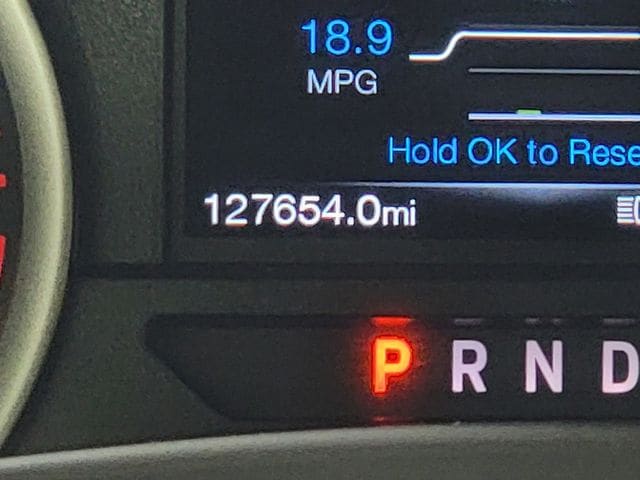 18.9
MPG
Hold OK to Rese
127654.0mi
P R N D